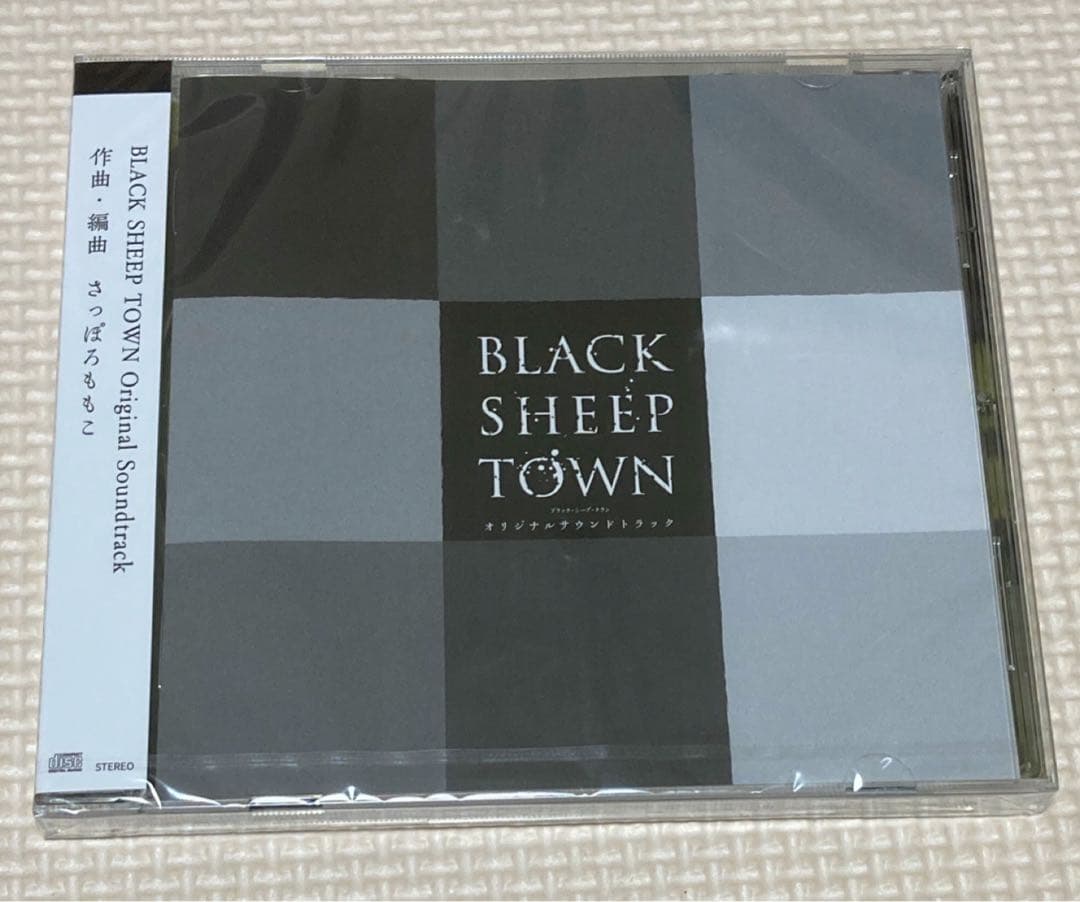 BLACK SHEEP TOWN Original Soundtrack
作曲・編曲 さっぽろももこ
disc
STEREO
BLACK
SHEEP
TOWN
ブラック・シープ・タウン
オリジナルサウンドトラック